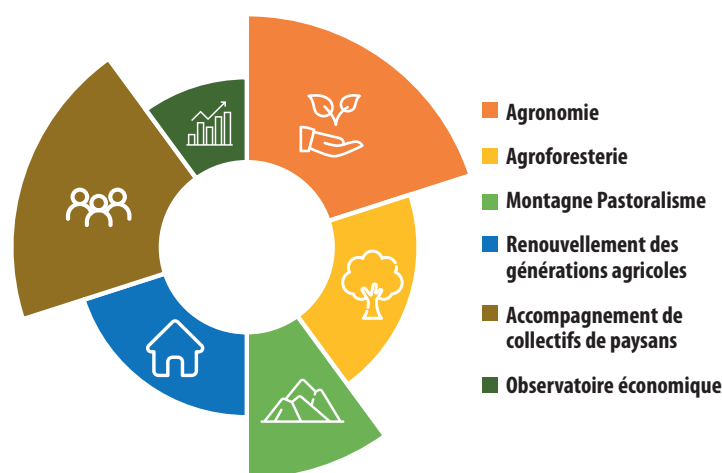 Agronomie
Agroforesterie
Montagne Pastoralisme
Renouvellement des
générations agricoles
Accompagnement de
collectifs de paysans
Observatoire économique